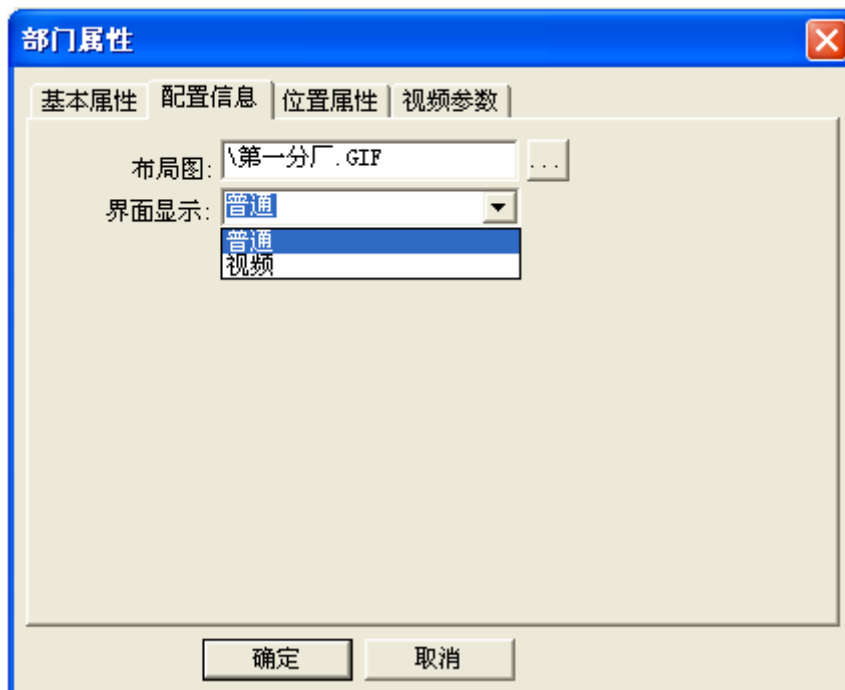 部门属性
基本属性 配置信息 位置属性 视频参数
布局图: \第一分厂.GIF ...
界面显示: 普通
普通
视频
确定 取消